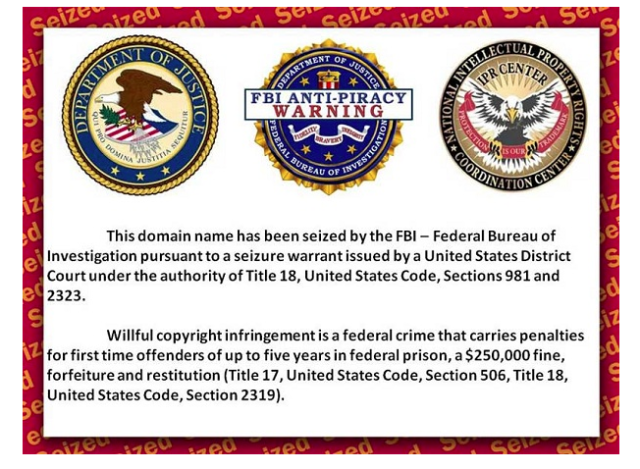 Seized Seized Seized Seized Seized
DEPARTMENT OF JUSTICE
QUI PRO DOMINA JUSTITIA SEQUITUR
DEPARTMENT OF JUSTICE
FBI ANTI-PIRACY
WARNING
FIDELITY BRAVERY INTEGRITY
FEDERAL BUREAU OF INVESTIGATION
NATIONAL INTELLECTUAL PROPERTY RIGHTS
IPR CENTER
PROTECTION IS OUR TRADEMARK
COORDINATION CENTER
This domain name has been seized by the FBI – Federal Bureau of
Investigation pursuant to a seizure warrant issued by a United States District
Court under the authority of Title 18, United States Code, Sections 981 and
2323.
Willful copyright infringement is a federal crime that carries penalties
for first time offenders of up to five years in federal prison, a $250,000 fine,
forfeiture and restitution (Title 17, United States Code, Section 506, Title 18,
United States Code, Section 2319).
Seized Seized Seized Seized Seized